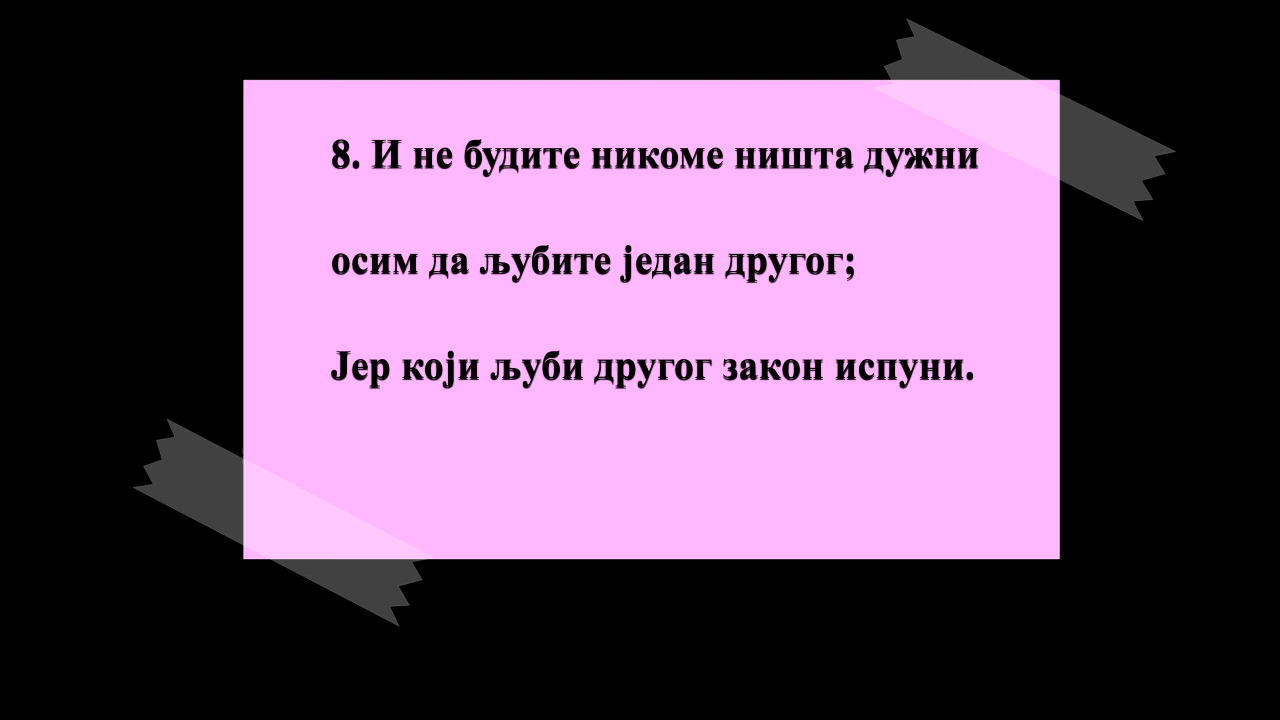 8. И не будите никоме ништа дужни
осим да љубите један другог;
Јер који љуби другог закон испуни.